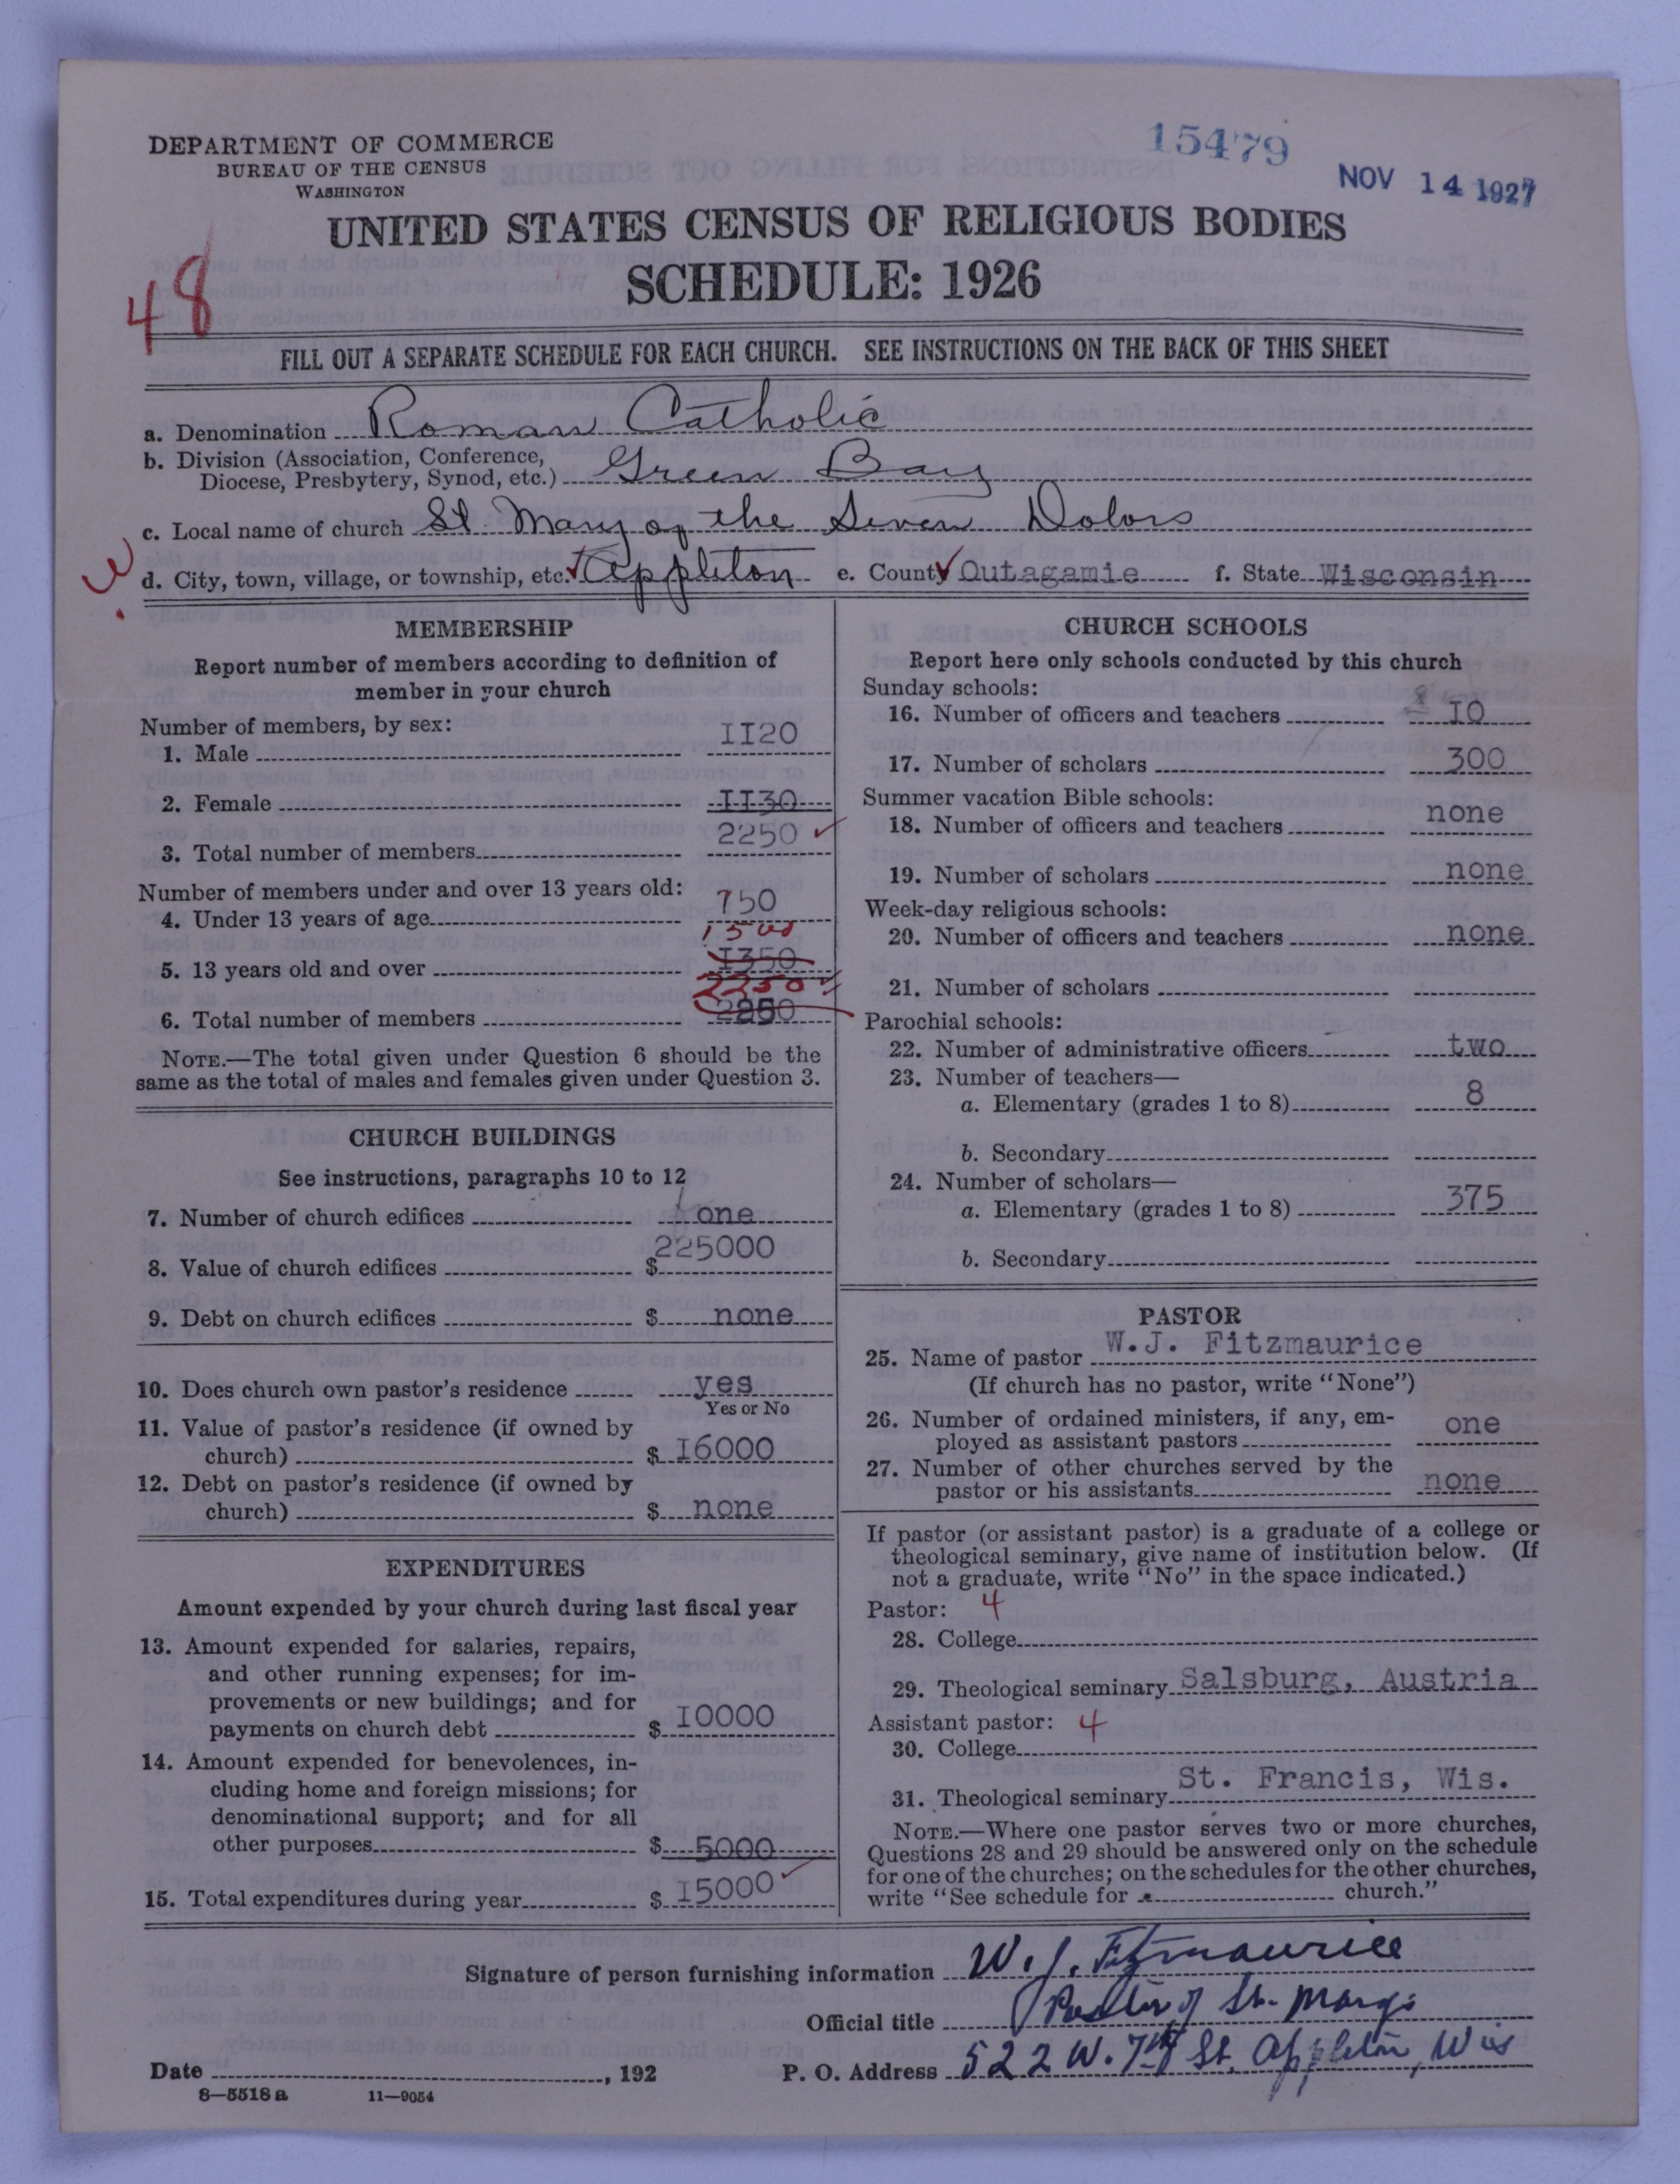 DEPARTMENT OF COMMERCE
BUREAU OF THE CENSUS
WASHINGTON
15479
NOV 14 1927
UNITED STATES CENSUS OF RELIGIOUS BODIES
SCHEDULE: 1926
48
FILL OUT A SEPARATE SCHEDULE FOR EACH CHURCH. SEE INSTRUCTIONS ON THE BACK OF THIS SHEET
a. Denomination Roman Catholic
b. Division (Association, Conference,
Diocese, Presbytery, Synod, etc.) Green Bay
c. Local name of church St. Mary of the Seven Dolors
d. City, town, village, or township, etc. Appleton e. County Outagamie f. State Wisconsin
MEMBERSHIP
Report number of members according to definition of
member in your church
Number of members, by sex:
1. Male II20
2. Female II30
3. Total number of members 2250
Number of members under and over 13 years old:
4. Under 13 years of age 750
1500
5. 13 years old and over I350
2250
6. Total number of members
NOTE.—The total given under Question 6 should be the
same as the total of males and females given under Question 3.
CHURCH BUILDINGS
See instructions, paragraphs 10 to 12
7. Number of church edifices one
8. Value of church edifices $ 225000
9. Debt on church edifices $ none
10. Does church own pastor's residence yes
Yes or No
11. Value of pastor's residence (if owned by
church) $ I6000
12. Debt on pastor's residence (if owned by
church) $ none
EXPENDITURES
Amount expended by your church during last fiscal year
13. Amount expended for salaries, repairs,
and other running expenses; for im-
provements or new buildings; and for
payments on church debt $ I0000
14. Amount expended for benevolences, in-
cluding home and foreign missions; for
denominational support; and for all
other purposes $ 5000
15. Total expenditures during year $ I5000
CHURCH SCHOOLS
Report here only schools conducted by this church
Sunday schools:
16. Number of officers and teachers 8 I0
17. Number of scholars 300
Summer vacation Bible schools:
18. Number of officers and teachers none
19. Number of scholars none
Week-day religious schools:
20. Number of officers and teachers none
21. Number of scholars
Parochial schools:
22. Number of administrative officers two
23. Number of teachers—
a. Elementary (grades 1 to 8) 8
b. Secondary
24. Number of scholars—
a. Elementary (grades 1 to 8) 375
b. Secondary
PASTOR
25. Name of pastor W.J. Fitzmaurice
(If church has no pastor, write "None")
26. Number of ordained ministers, if any, em-
ployed as assistant pastors one
27. Number of other churches served by the
pastor or his assistants none
If pastor (or assistant pastor) is a graduate of a college or
theological seminary, give name of institution below. (If
not a graduate, write "No" in the space indicated.)
Pastor: 4
28. College
29. Theological seminary Salsburg, Austria
Assistant pastor: 4
30. College
31. Theological seminary St. Francis, Wis.
NOTE.—Where one pastor serves two or more churches,
Questions 28 and 29 should be answered only on the schedule
for one of the churches; on the schedules for the other churches,
write "See schedule for church."
Signature of person furnishing information W. J. Fitzmaurice
Official title Pastor of St. Marys
Date , 192 P. O. Address 522 W. 7th St. Appleton, Wis
8—5518 a 11—9054